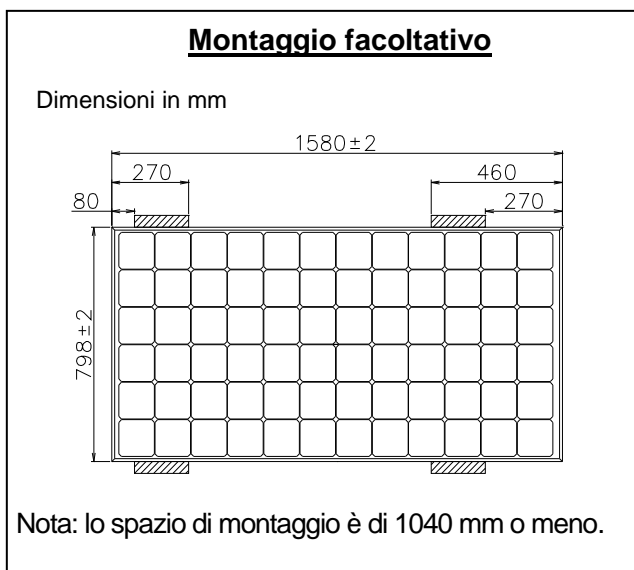 Montaggio facoltativo
Dimensioni in mm
1580±2
270
460
80
270
798±2
Nota: lo spazio di montaggio è di 1040 mm o meno.